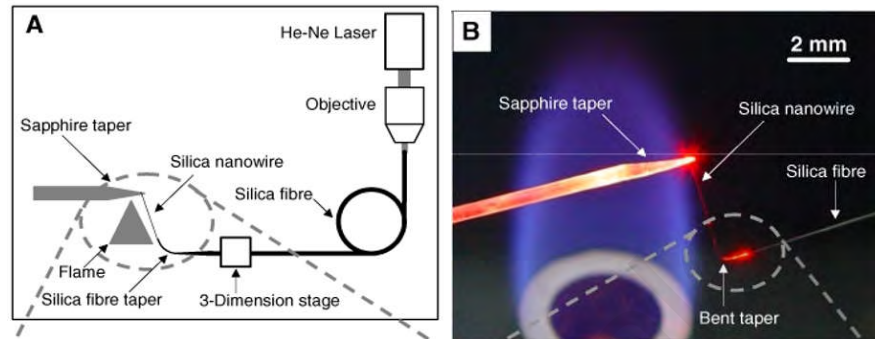 A
He-Ne Laser
Objective
Sapphire taper
Silica nanowire
Silica fibre
Flame
Silica fibre taper
3-Dimension stage
B
2 mm
Sapphire taper
Silica nanowire
Silica fibre
Bent taper